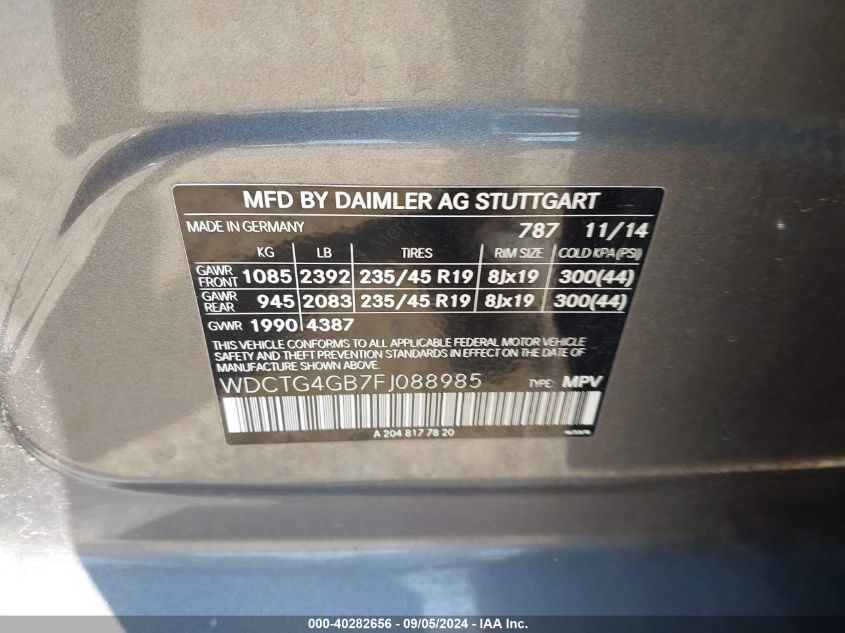 MFD BY DAIMLER AG STUTTGART
MADE IN GERMANY 787 11/14
KG LB TIRES RIM SIZE COLD KPA(PSI)
GAWR FRONT 1085 2392 235/45 R19 8Jx19 300(44)
GAWR REAR 945 2083 235/45 R19 8Jx19 300(44)
GVWR 1990 4387
THIS VEHICLE CONFORMS TO ALL APPLICABLE FEDERAL MOTOR VEHICLE
SAFETY AND THEFT PREVENTION STANDARDS IN EFFECT ON THE DATE OF
MANUFACTURE SHOWN ABOVE.
WDCTG4GB7FJ088985 TYPE: MPV
A 204 817 78 20
000-40282656 - 09/05/2024 - IAAI.com.